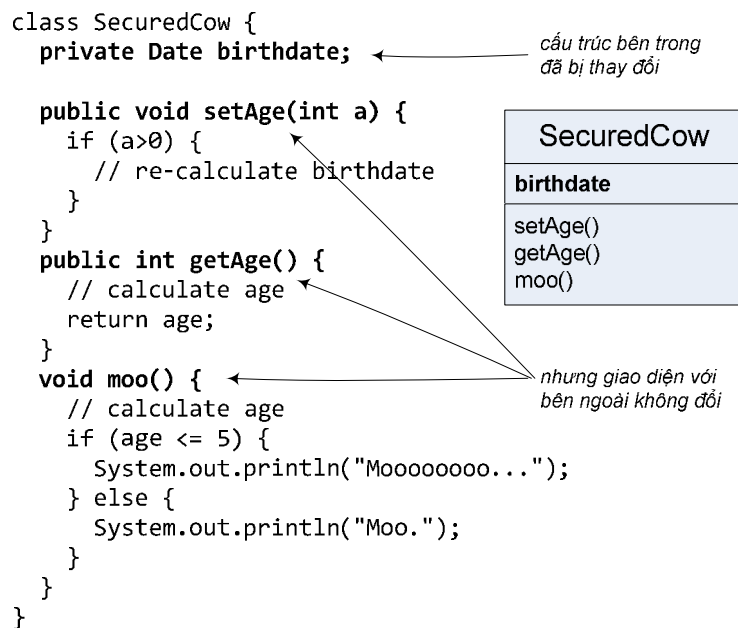 class SecuredCow {
private Date birthdate;
cấu trúc bên trong
đã bị thay đổi
public void setAge(int a) {
if (a>0) {
// re-calculate birthdate
}
}
public int getAge() {
// calculate age
return age;
}
void moo() {
// calculate age
if (age <= 5) {
System.out.println("Moooooooo...");
} else {
System.out.println("Moo.");
}
}
}
SecuredCow
birthdate
setAge()
getAge()
moo()
nhưng giao diện với
bên ngoài không đổi